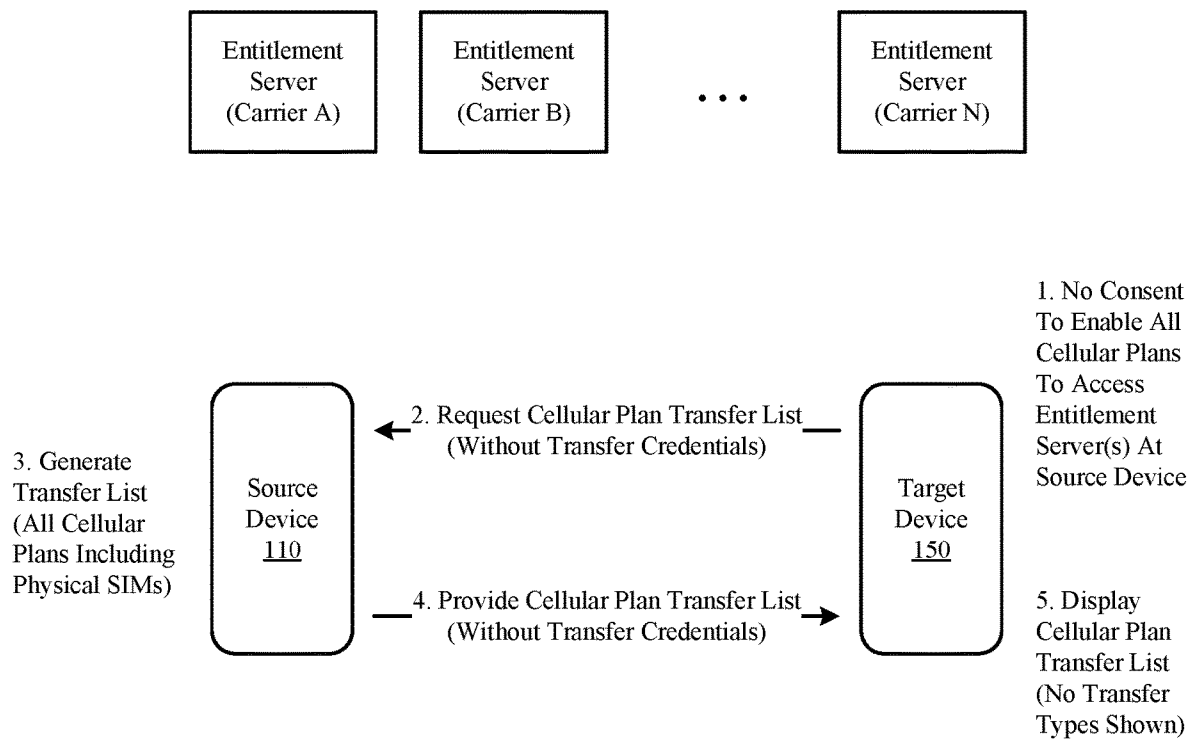 Entitlement
Server
(Carrier A)
Entitlement
Server
(Carrier B)
...
Entitlement
Server
(Carrier N)
1. No Consent
To Enable All
Cellular Plans
To Access
Entitlement
Server(s) At
Source Device
2. Request Cellular Plan Transfer List
(Without Transfer Credentials)
3. Generate
Transfer List
(All Cellular
Plans Including
Physical SIMs)
Source
Device
110
Target
Device
150
4. Provide Cellular Plan Transfer List
(Without Transfer Credentials)
5. Display
Cellular Plan
Transfer List
(No Transfer
Types Shown)